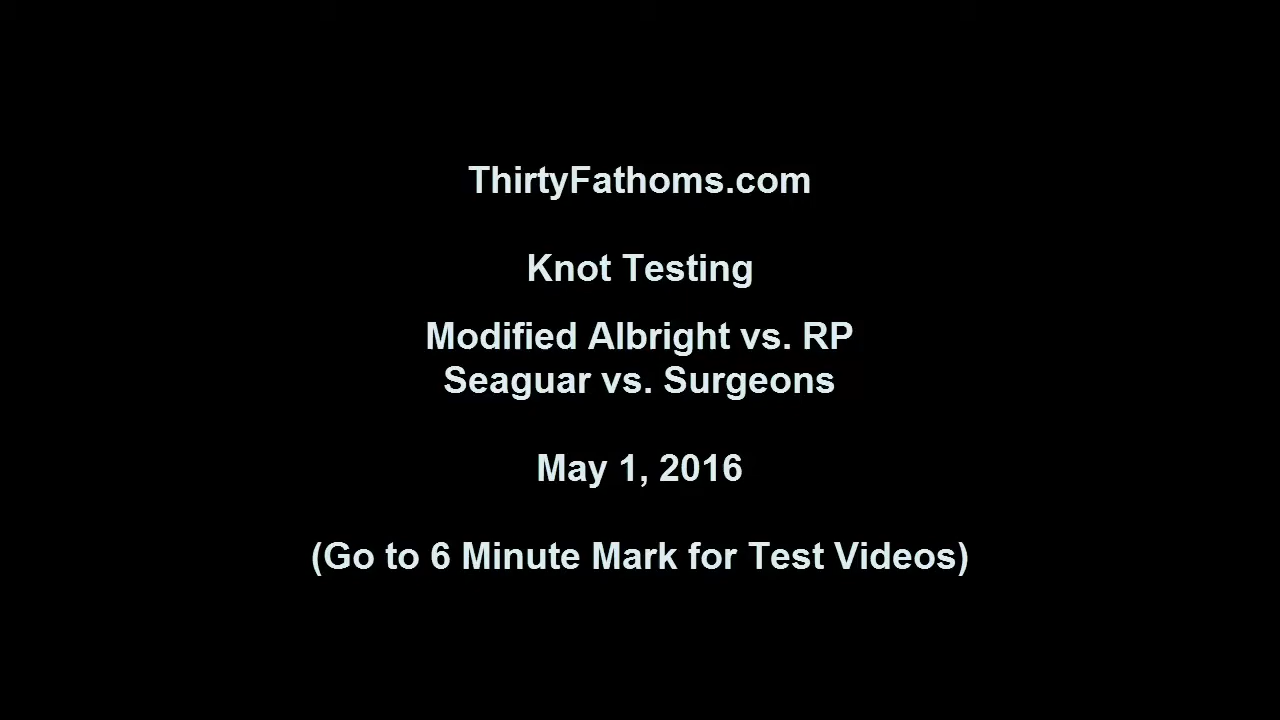 ThirtyFathoms.com
Knot Testing
Modified Albright vs. RP
Seaguar vs. Surgeons
May 1, 2016
(Go to 6 Minute Mark for Test Videos)